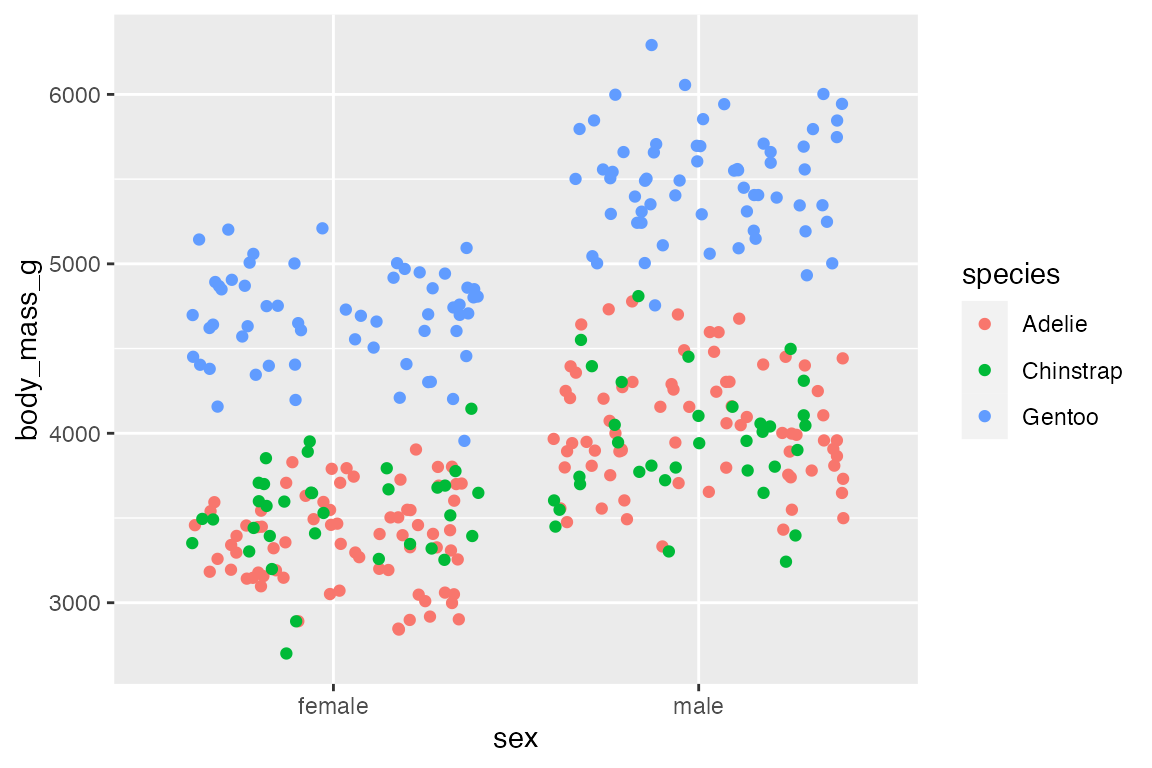 body_mass_g
6000
5000
4000
3000
female
male
sex
species
Adelie
Chinstrap
Gentoo